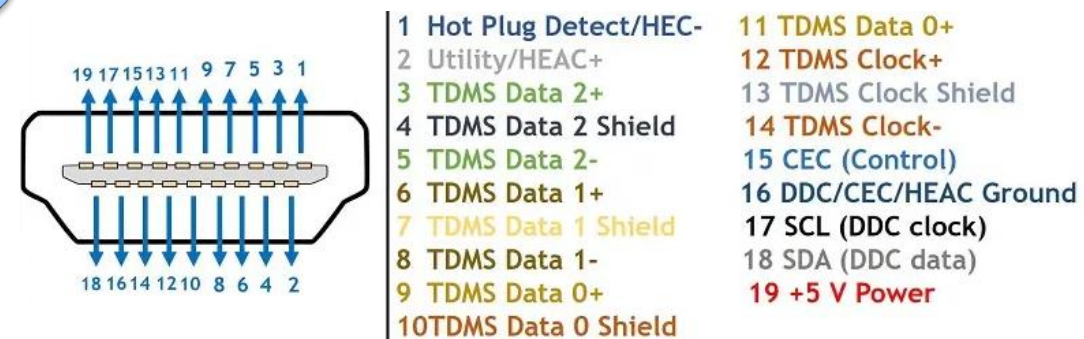 19 17 15 13 11 9 7 5 3 1
18 16 14 12 10 8 6 4 2
1 Hot Plug Detect/HEC-
2 Utility/HEAC+
3 TDMS Data 2+
4 TDMS Data 2 Shield
5 TDMS Data 2-
6 TDMS Data 1+
7 TDMS Data 1 Shield
8 TDMS Data 1-
9 TDMS Data 0+
10TDMS Data 0 Shield
11 TDMS Data 0+
12 TDMS Clock+
13 TDMS Clock Shield
14 TDMS Clock-
15 CEC (Control)
16 DDC/CEC/HEAC Ground
17 SCL (DDC clock)
18 SDA (DDC data)
19 +5 V Power